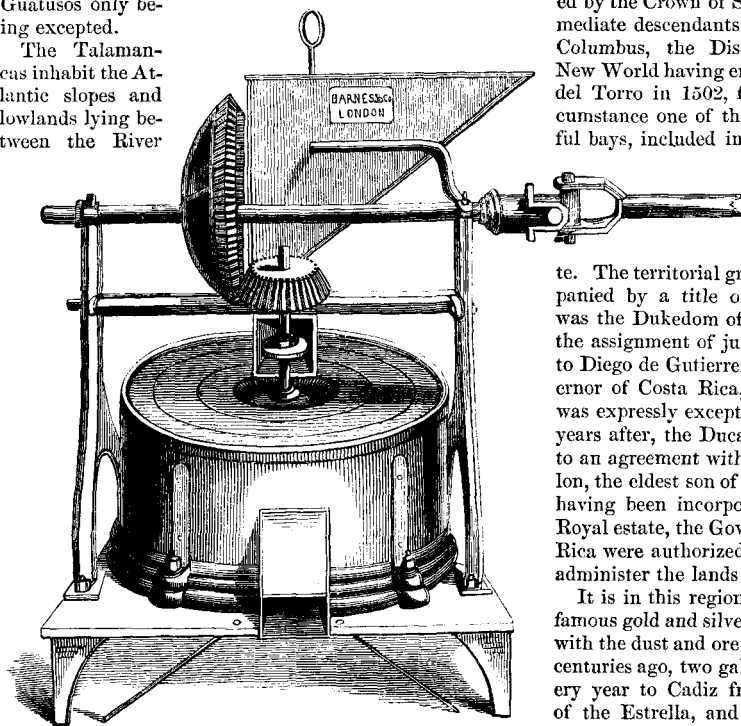 Guatusos only be-
ing excepted.
The Talaman-
cas inhabit the At-
lantic slopes and
lowlands lying be-
tween the River
BARNES & Co
LONDON
ed by the Crown of S
mediate descendants
Columbus, the Dis
New World having en
del Torro in 1502, f
cumstance one of the
ful bays, included in
te. The territorial gr
panied by a title o
was the Dukedom of
the assignment of ju
to Diego de Gutierre
ernor of Costa Rica,
was expressly except
years after, the Duca
to an agreement with
lon, the eldest son of
having been incorpo
Royal estate, the Gov
Rica were authorized
administer the lands
It is in this region
famous gold and silve
with the dust and ore
centuries ago, two ga
ery year to Cadiz fr
of the Estrella, and